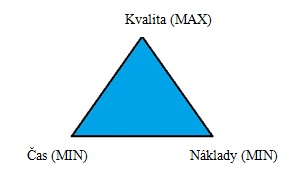 Kvalita (MAX)
Čas (MIN)
Náklady (MIN)